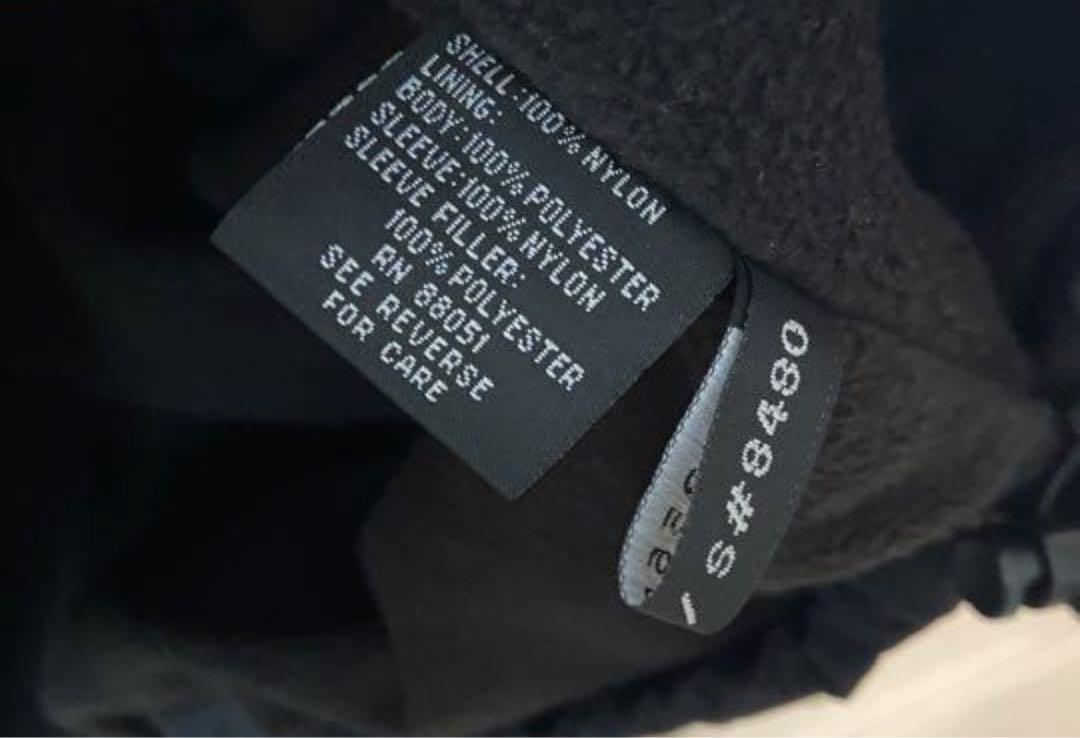 SHELL:100% NYLON
LINING:
BODY:100% POLYESTER
SLEEVE:100% NYLON
SLEEVE FILLER:
100% POLYESTER
RN 88051
SEE REVERSE
FOR CARE
S#8480